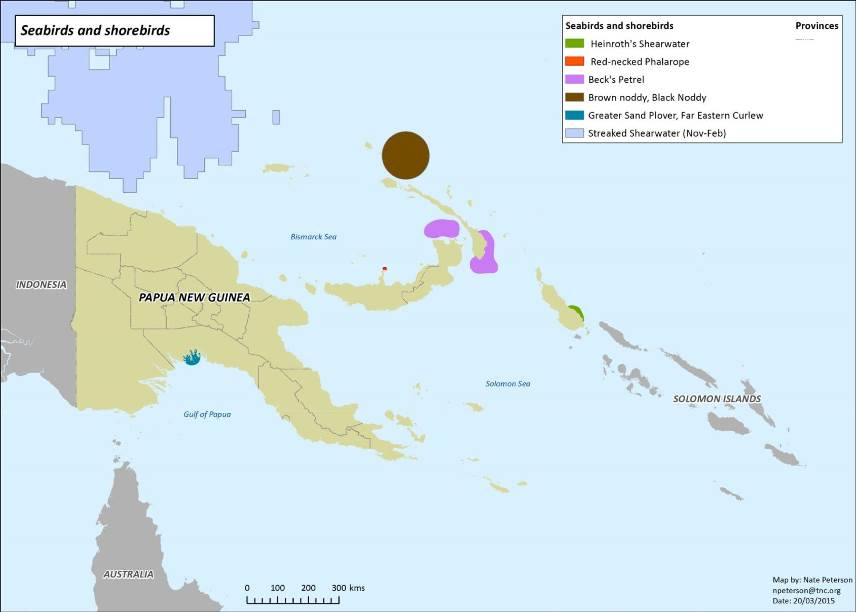 Seabirds and shorebirds
Seabirds and shorebirds
Provinces
Heinroth's Shearwater
Red-necked Phalarope
Beck's Petrel
Brown noddy, Black Noddy
Greater Sand Plover, Far Eastern Curlew
Streaked Shearwater (Nov-Feb)
Bismarck Sea
INDONESIA
PAPUA NEW GUINEA
Solomon Sea
SOLOMON ISLANDS
Gulf of Papua
AUSTRALIA
0 100 200 300 kms
Map by: Nate Peterson
npeterson@tnc.org
Date: 20/03/2015